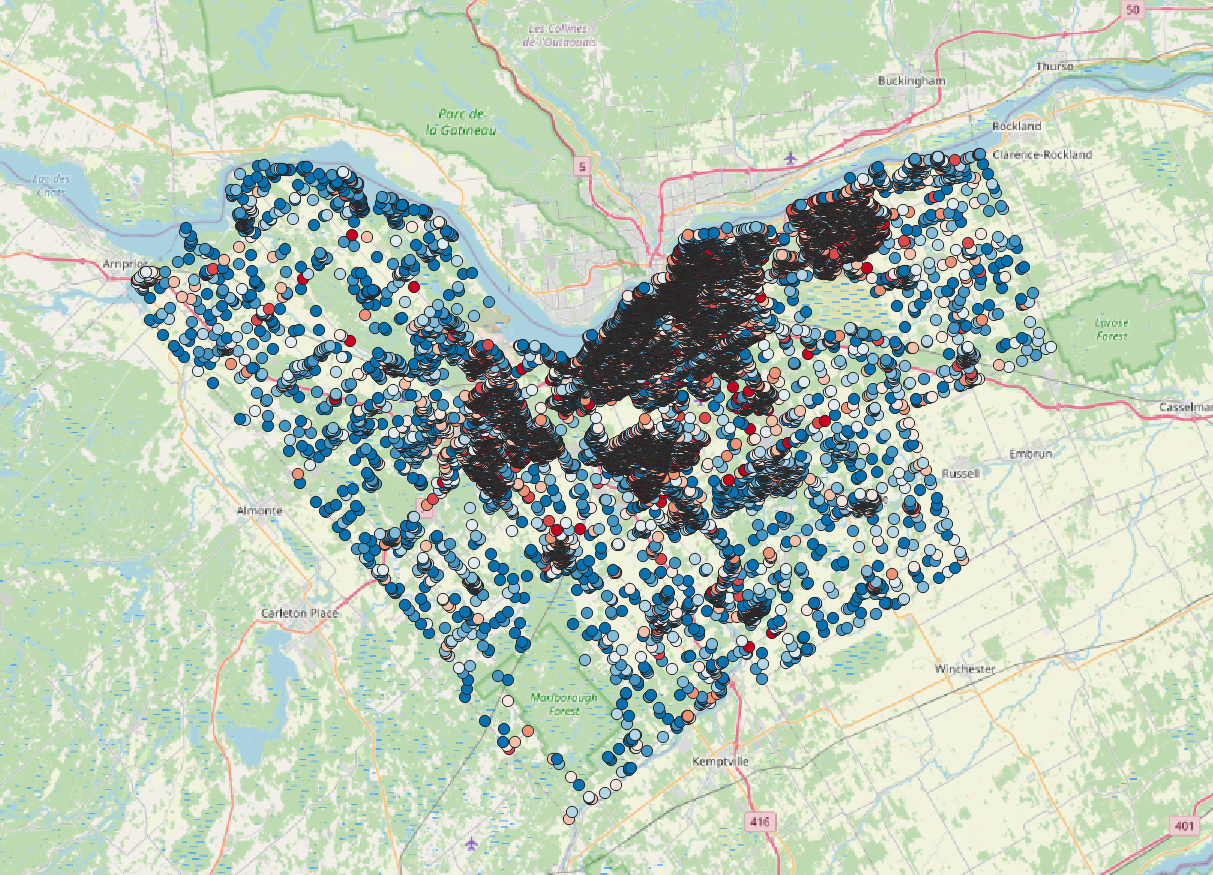 50
Les Collines-
de-l'Outaouais
Thurso
Buckingham
Parc de
la Gatineau
Rockland
Clarence-Rockland
5
Lac des
Chats
Arnprior
Larose
Forest
Casselman
Embrun
Russell
Almonte
Carleton Place
Winchester
Marlborough
Forest
Kemptville
416
401